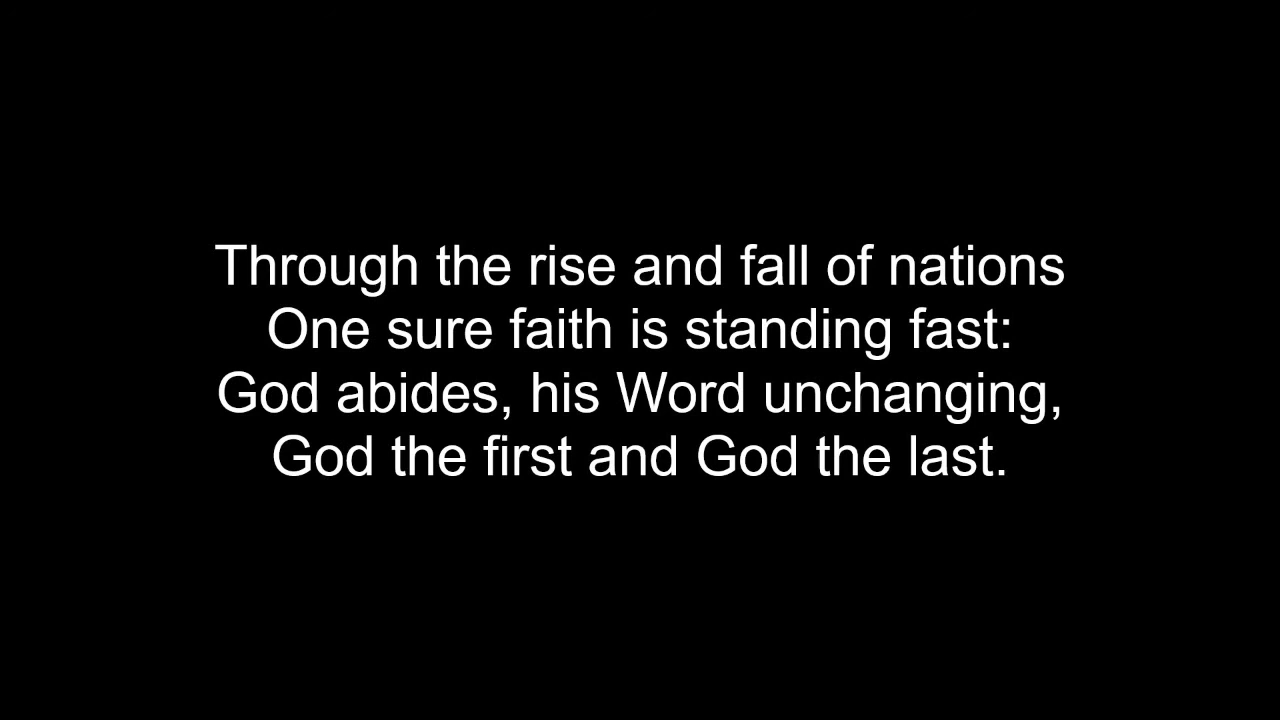 Through the rise and fall of nations
One sure faith is standing fast:
God abides, his Word unchanging,
God the first and God the last.